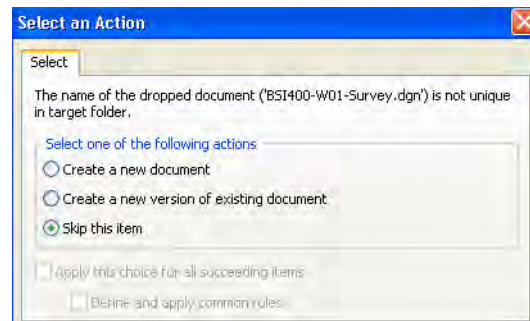 Select an Action
Select
The name of the dropped document ('BSI400-W01-Survey.dgn') is not unique
in target folder.
Select one of the following actions
Create a new document
Create a new version of existing document
Skip this item
Apply this choice for all succeeding items
Define and apply common rules